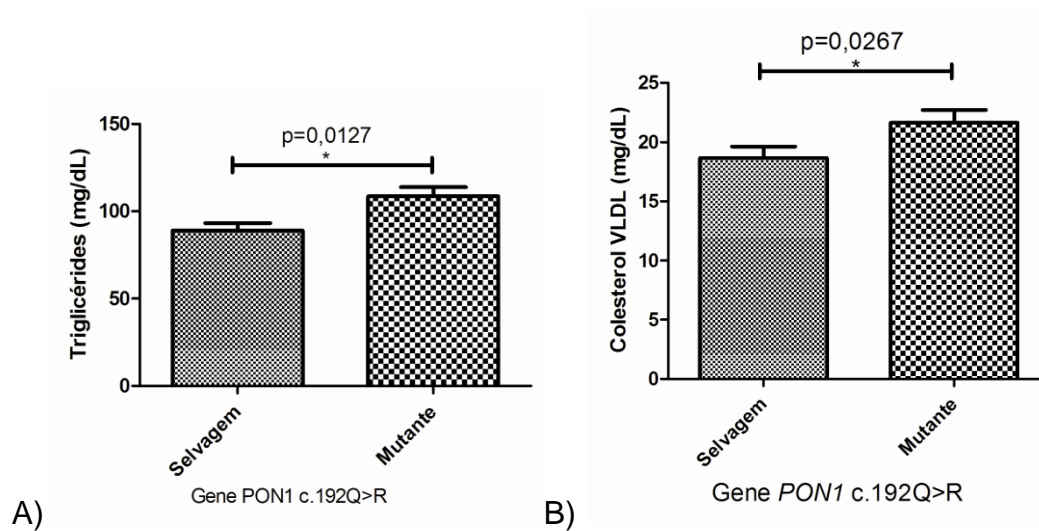 p=0,0127
*
Triglicérides (mg/dL)
150
100
50
0
Selvagem
Mutante
Gene PON1 c.192Q>R
A)
p=0,0267
*
Colesterol VLDL (mg/dL)
25
20
15
10
5
0
Selvagem
Mutante
Gene PON1 c.192Q>R
B)